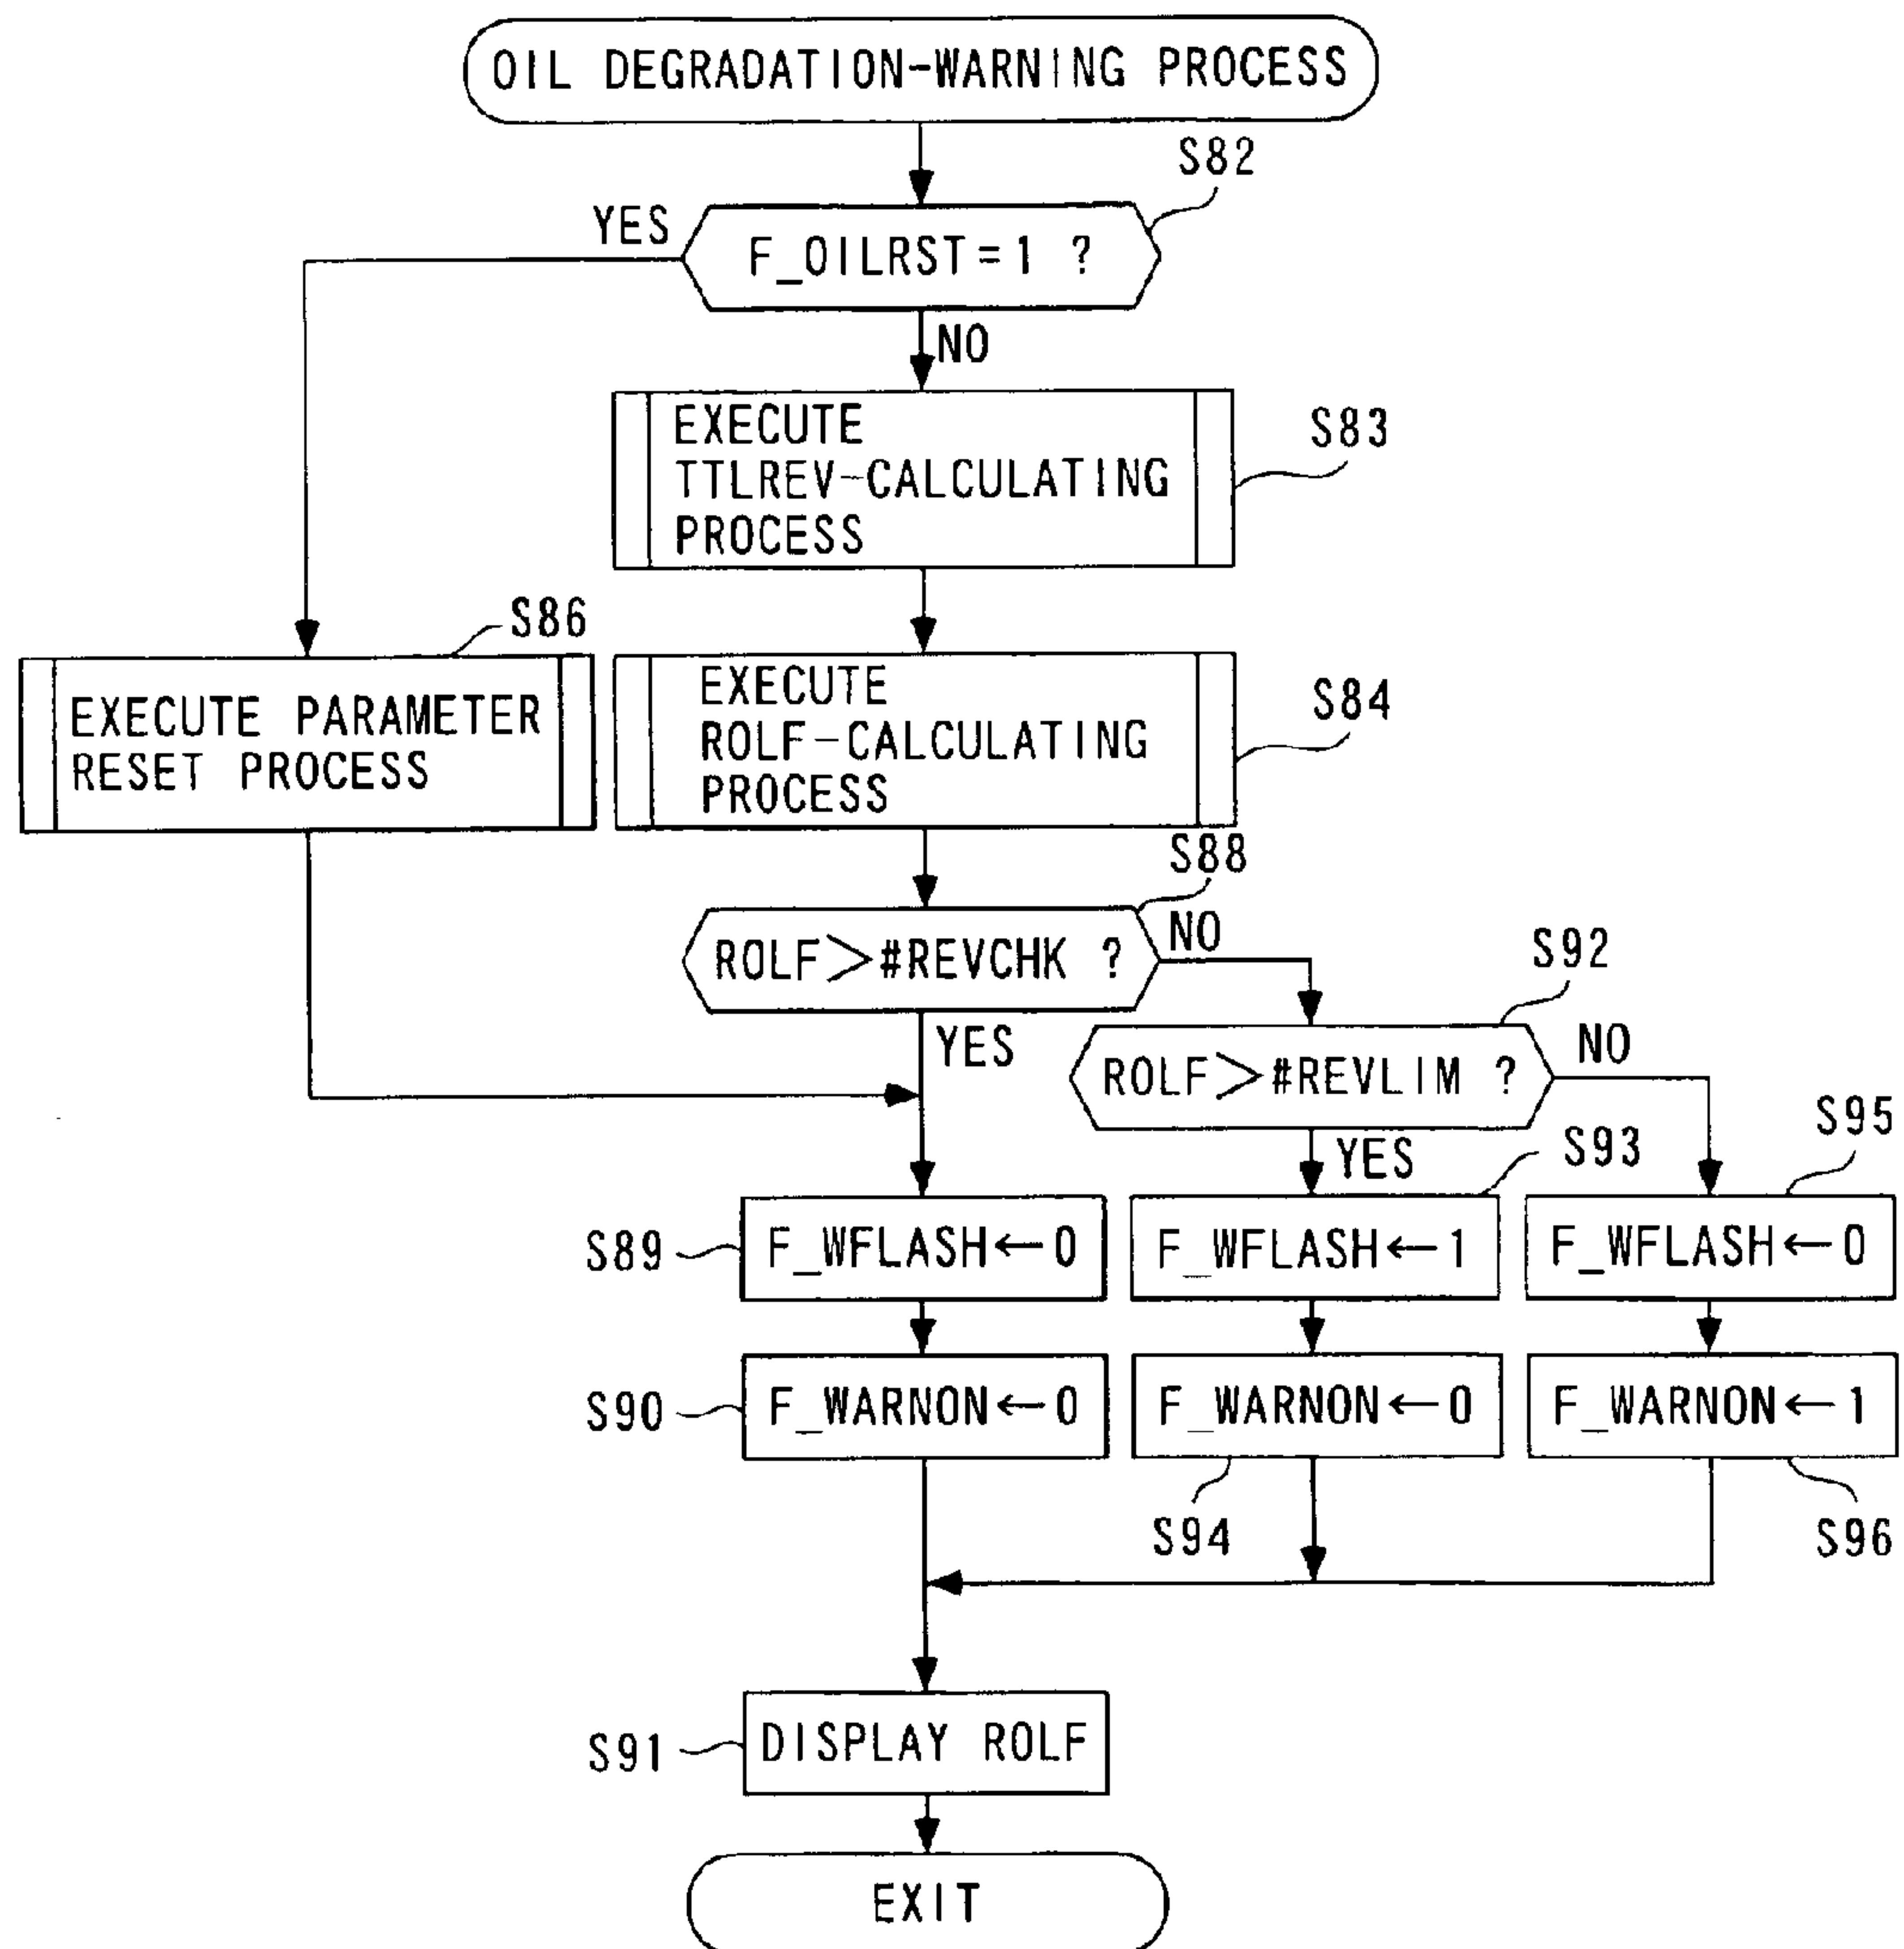 OIL DEGRADATION-WARNING PROCESS
S82
YES
F_OILRST=1 ?
NO
EXECUTE
TTLREV-CALCULATING
PROCESS
S83
S86
EXECUTE PARAMETER
RESET PROCESS
EXECUTE
ROLF-CALCULATING
PROCESS
S84
S88
ROLF>#REVCHK ?
NO
YES
S92
ROLF>#REVLIM ?
NO
YES
S93
S95
S89
F_WFLASH←0
F_WFLASH←1
F_WFLASH←0
S90
F_WARNON←0
F_WARNON←0
F_WARNON←1
S94
S96
S91
DISPLAY ROLF
EXIT